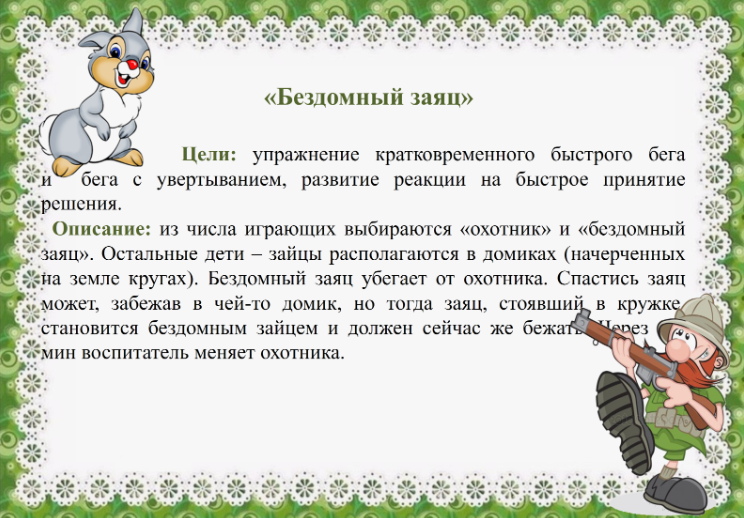 «Бездомный заяц»
Цели: упражнение кратковременного быстрого бега
и бега с увертыванием, развитие реакции на быстрое принятие
решения.
Описание: из числа играющих выбираются «охотник» и «бездомный
заяц». Остальные дети – зайцы располагаются в домиках (начерченных
на земле кругах). Бездомный заяц убегает от охотника. Спастись заяц
может, забежав в чей-то домик, но тогда заяц, стоявший в кружке,
становится бездомным зайцем и должен сейчас же бежать. Через
мин воспитатель меняет охотника.